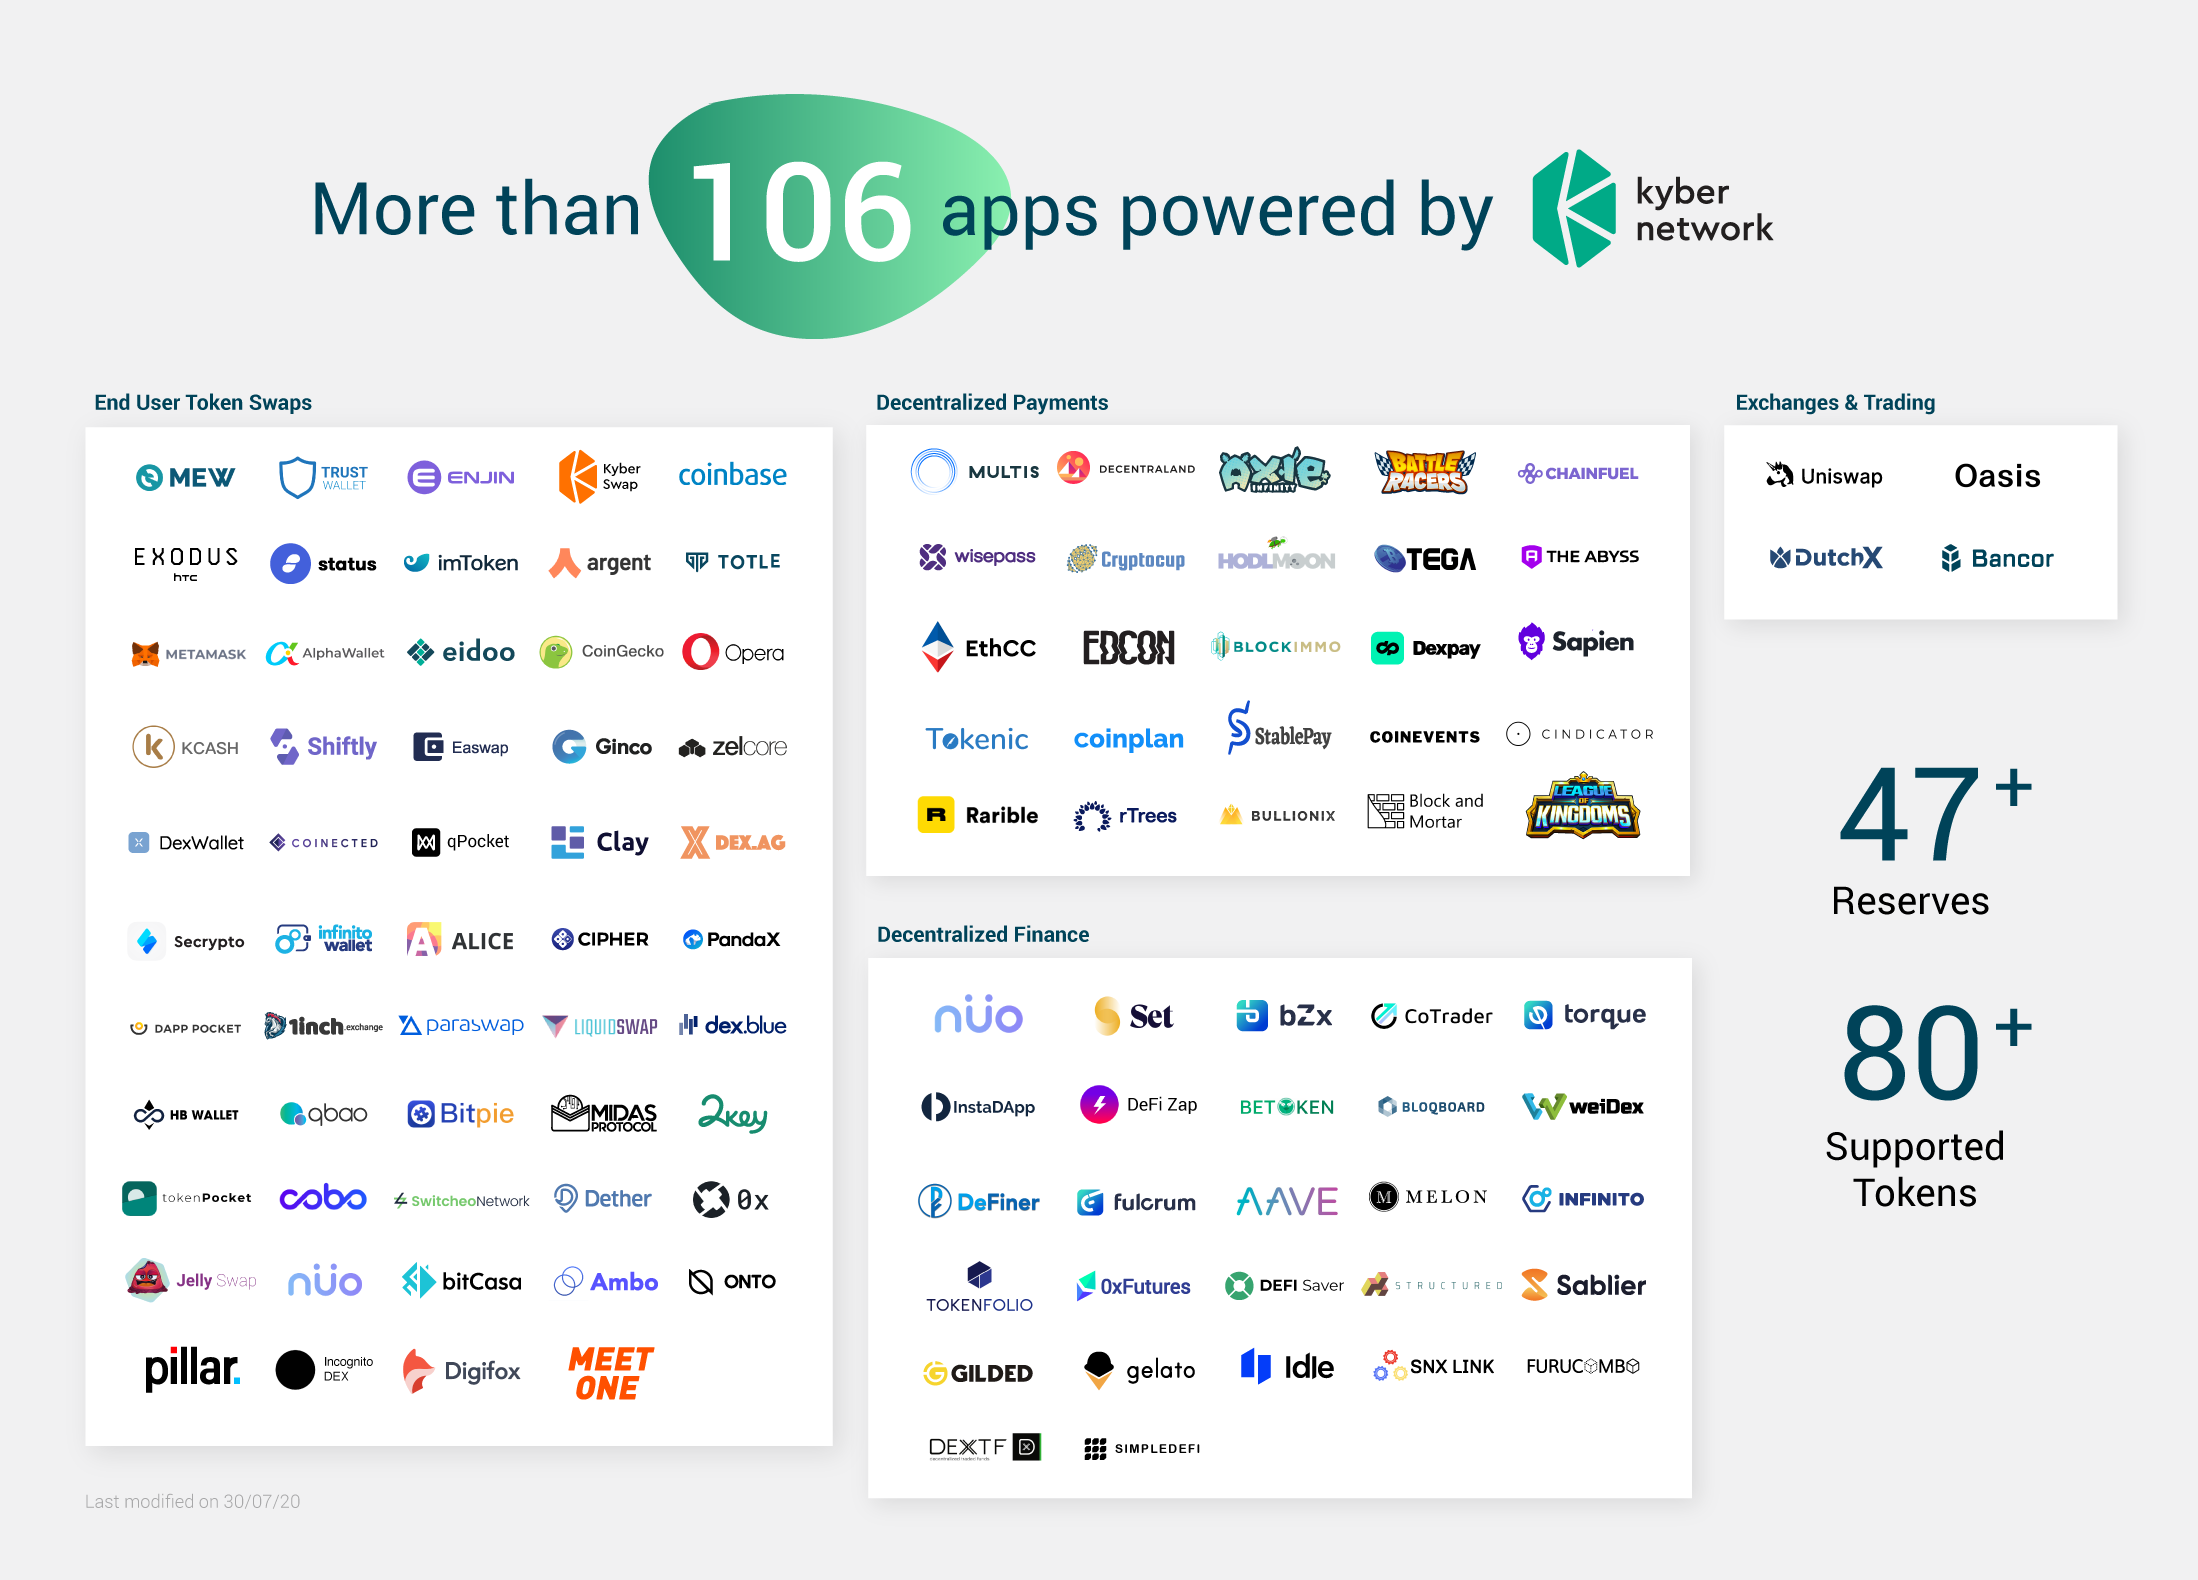 More than 106 apps powered by kyber network
End User Token Swaps
MEW
TRUST WALLET
ENJIN
Kyber Swap
coinbase
EXODUS
hTC
status
imToken
argent
TOTLE
METAMASK
AlphaWallet
eidoo
CoinGecko
Opera
KCASH
Shiftly
Easwap
Ginco
zelcore
DexWallet
COINECTED
qPocket
Clay
DEX.AG
Secrypto
infinito wallet
ALICE
CIPHER
PandaX
DAPP POCKET
1inch.exchange
paraswap
LIQUIDSWAP
dex.blue
HB WALLET
qbao
Bitpie
MIDAS PROTOCOL
2key
tokenPocket
cobo
SwitcheoNetwork
Dether
0x
Jelly Swap
nüo
bitCasa
Ambo
ONTO
pillar.
Incognito DEX
Digifox
MEET ONE
Decentralized Payments
MULTIS
DECENTRALAND
AXIE INFINITY
BATTLE RACERS
CHAINFUEL
wisepass
Cryptocup
HODLMOON
TEGA
THE ABYSS
EthCC
EDCON
BLOCKIMMO
Dexpay
Sapien
Tokenic
coinplan
StablePay
COINEVENTS
CINDICATOR
Rarible
rTrees
BULLIONIX
Block and Mortar
LEAGUE OF KINGDOMS
Decentralized Finance
nüo
Set
bZx
CoTrader
torque
InstaDApp
DeFi Zap
BETOKEN
BLOQBOARD
weiDex
DeFiner
fulcrum
AAVE
MELON
INFINITO
TOKENFOLIO
0xFutures
DEFI Saver
STRUCTURED
Sablier
GILDED
gelato
Idle
SNX LINK
FURUCOMBO
DEXTF
decentralized traded funds
SIMPLEDEFI
Exchanges & Trading
Uniswap
Oasis
DutchX
Bancor
47+
Reserves
80+
Supported
Tokens
Last modified on 30/07/20